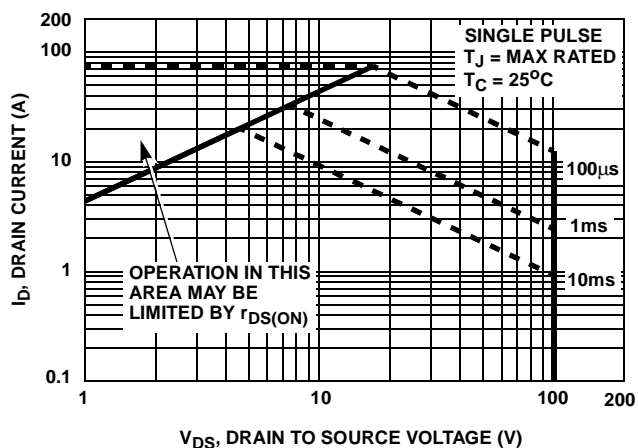 200
100
10
1
0.1
I_D, DRAIN CURRENT (A)
SINGLE PULSE
T_J = MAX RATED
T_C = 25°C
100µs
1ms
10ms
OPERATION IN THIS
AREA MAY BE
LIMITED BY r_DS(ON)
1
10
100
200
V_DS, DRAIN TO SOURCE VOLTAGE (V)